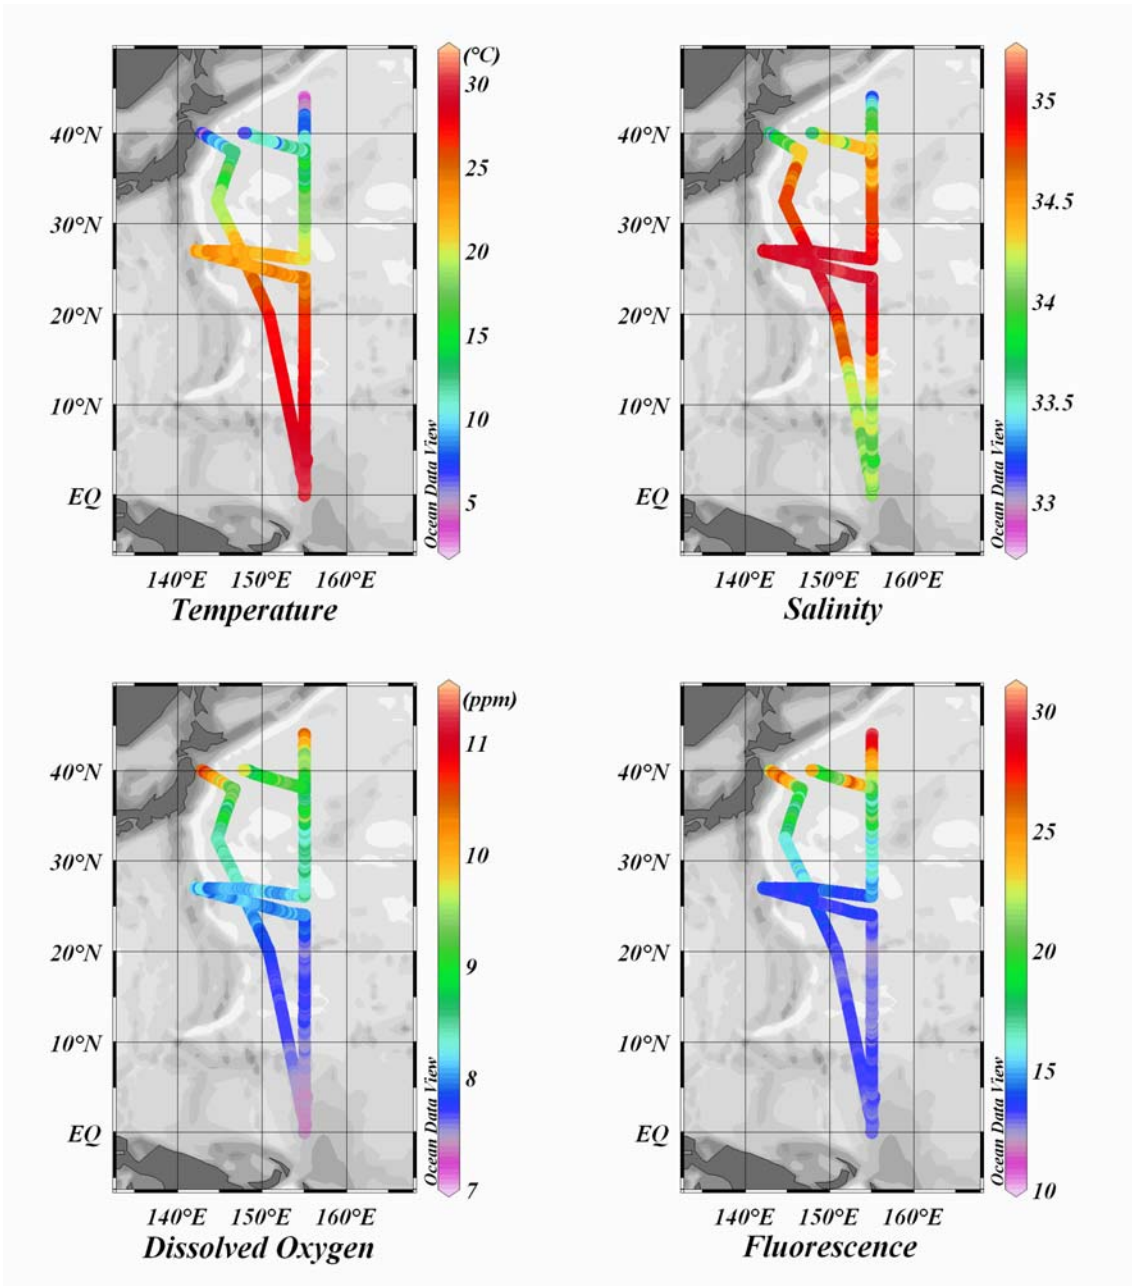 (°C)
30
40°N
25
30°N
20
20°N
15
10°N
10
EQ
5
Ocean Data View
140°E 150°E 160°E
Temperature
35
40°N
34.5
30°N
34
20°N
33.5
10°N
33
EQ
Ocean Data View
140°E 150°E 160°E
Salinity
(ppm)
11
40°N
10
30°N
9
20°N
8
10°N
EQ
7
Ocean Data View
140°E 150°E 160°E
Dissolved Oxygen
30
40°N
25
30°N
20
20°N
15
10°N
EQ
10
Ocean Data View
140°E 150°E 160°E
Fluorescence